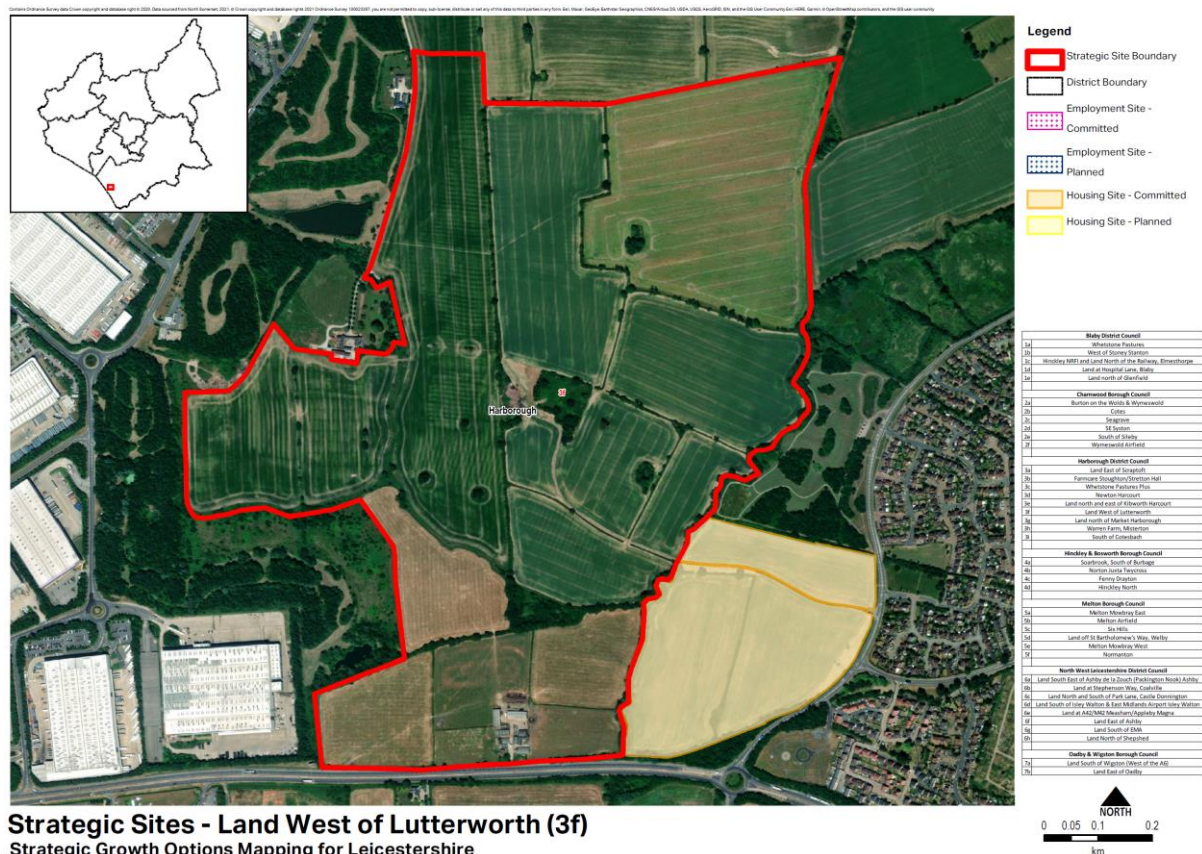 Legend
Strategic Site Boundary
District Boundary
Employment Site -
Committed
Employment Site -
Planned
Housing Site - Committed
Housing Site - Planned
Harborough
3f
Blaby District Council
1a Whetstone Pastures
1b West of Stoney Stanton
1c Hinckley NRFI and Land North of the Railway, Elmesthorpe
1d Land at Hospital Lane, Blaby
1e Land north of Glenfield
Charnwood Borough Council
2a Burton on the Wolds & Wymeswold
2b Cotes
2c Seagrave
2d SE Syston
2e South of Sileby
2f Wymeswold Airfield
Harborough District Council
3a Land East of Scraptoft
3b Farmcare Stoughton/Stretton Hall
3c Whetstone Pastures Plus
3d Newton Harcourt
3e Land north and east of Kibworth Harcourt
3f Land West of Lutterworth
3g Land north of Market Harborough
3h Warren Farm, Misterton
3i South of Cotesbach
Hinckley & Bosworth Borough Council
4a Soarbrook, South of Burbage
4b Norton Juxta Twycross
4c Fenny Drayton
4d Hinckley North
Melton Borough Council
5a Melton Mowbray East
5b Melton Airfield
5c Six Hills
5d Land off St Bartholomew's Way, Welby
5e Melton Mowbray West
5f Normanton
North West Leicestershire District Council
6a Land South East of Ashby de la Zouch (Packington Nook) Ashby
6b Land at Stephenson Way, Coalville
6c Land North and South of Park Lane, Castle Donnington
6d Land South of Isley Walton & East Midlands Airport Isley Walton
6e Land at A42/M42 Measham/Appleby Magna
6f Land East of Ashby
6g Land South of EMA
6h Land North of Shepshed
Oadby & Wigston Borough Council
7a Land South of Wigston (West of the A6)
7b Land East of Oadby
NORTH
0 0.05 0.1 0.2
km
Strategic Sites - Land West of Lutterworth (3f)
Strategic Growth Options Mapping for Leicestershire